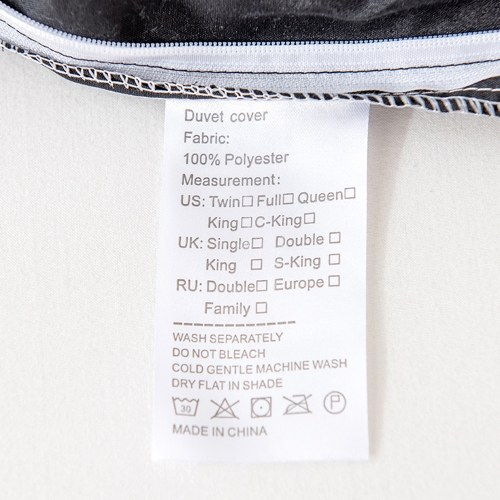 Duvet cover
Fabric:
100% Polyester
Measurement:
US: Twin☐ Full☐ Queen☐
King☐ C-King☐
UK: Single☐ Double ☐
King ☐ S-King ☐
RU: Double☐ Europe ☐
Family ☐
WASH SEPARATELY
DO NOT BLEACH
COLD GENTLE MACHINE WASH
DRY FLAT IN SHADE
30 P
MADE IN CHINA